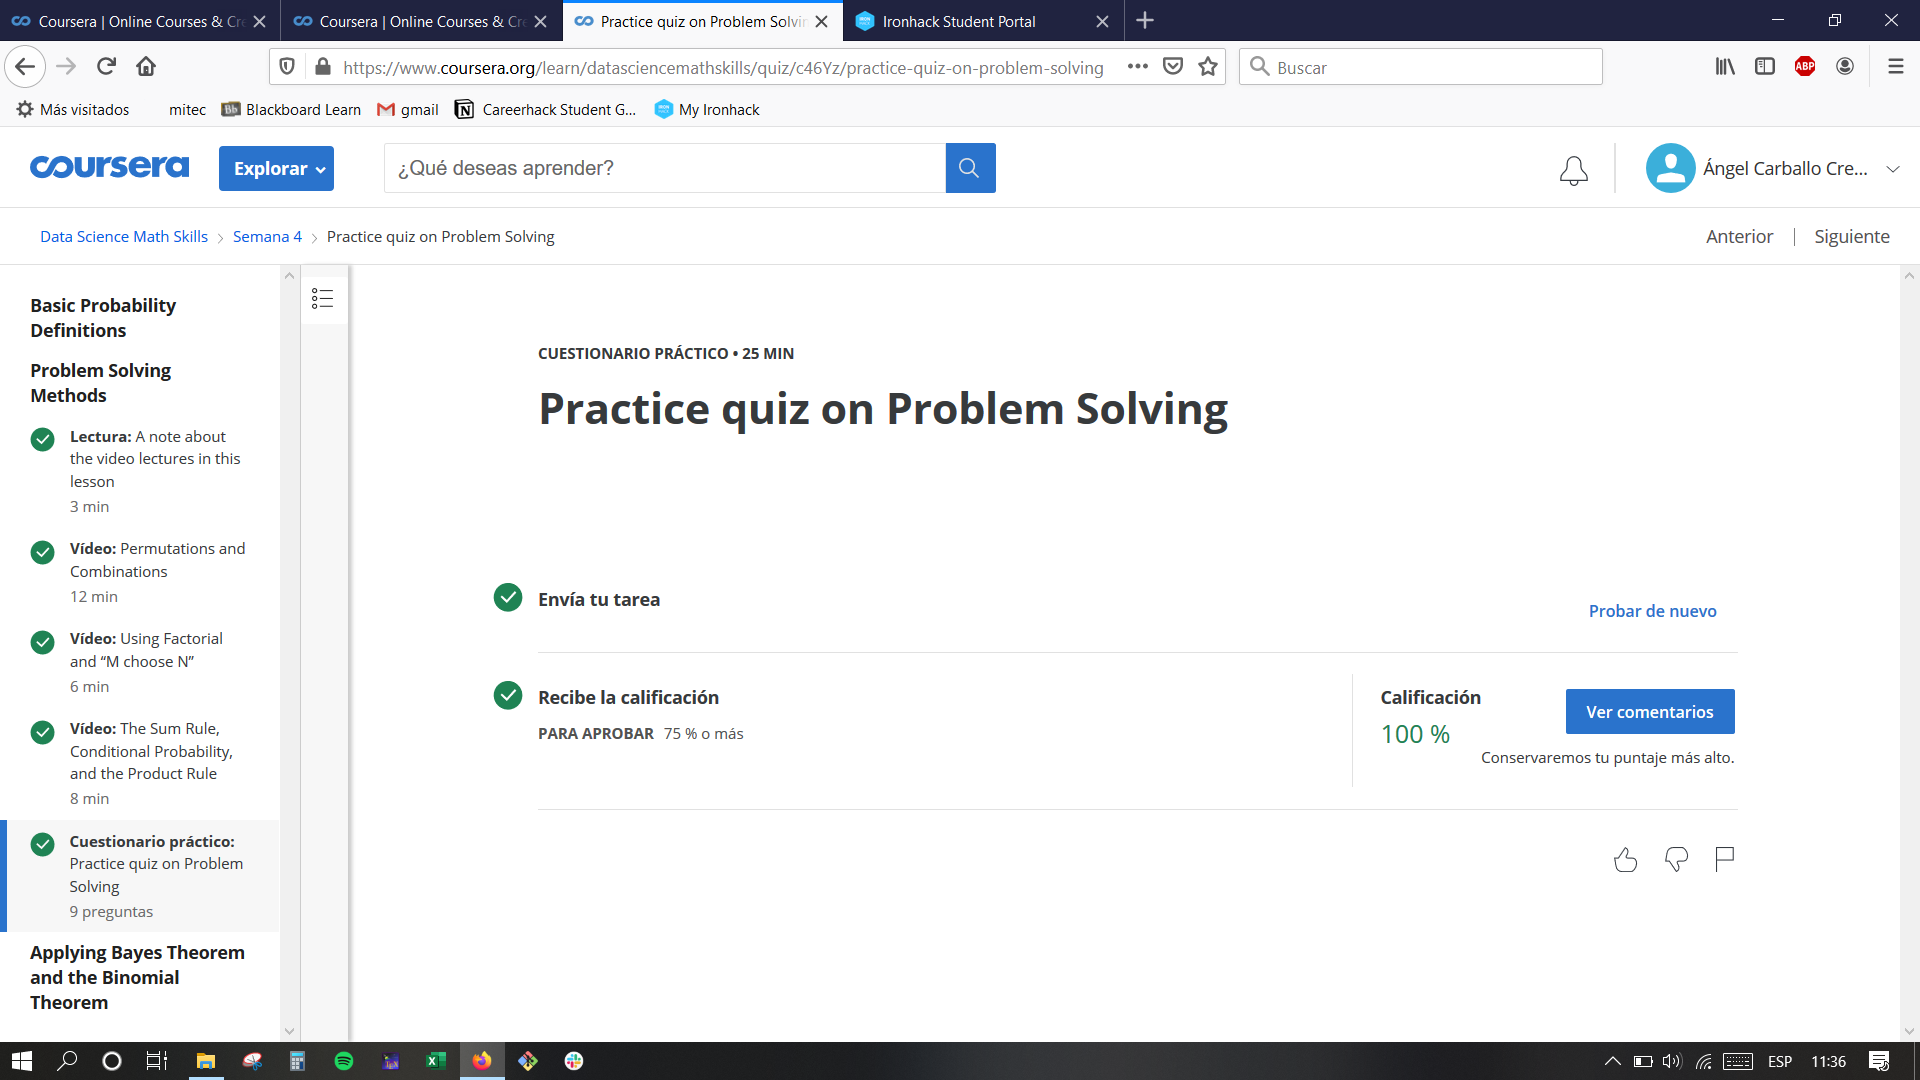 Coursera | Online Courses & Cre
Coursera | Online Courses & Cre
Practice quiz on Problem Solvin
Ironhack Student Portal
https://www.coursera.org/learn/datasciencemathskills/quiz/c46Yz/practice-quiz-on-problem-solving
Buscar
ABP
Más visitados
mitec
Bb
Blackboard Learn
gmail
Careerhack Student G...
My Ironhack
coursera
Explorar
¿Qué deseas aprender?
Ángel Carballo Cre...
Data Science Math Skills
Semana 4
Practice quiz on Problem Solving
Anterior
Siguiente
Basic Probability
Definitions
Problem Solving
Methods
Lectura: A note about
the video lectures in this
lesson
3 min
Vídeo: Permutations and
Combinations
12 min
Vídeo: Using Factorial
and “M choose N”
6 min
Vídeo: The Sum Rule,
Conditional Probability,
and the Product Rule
8 min
Cuestionario práctico:
Practice quiz on Problem
Solving
9 preguntas
Applying Bayes Theorem
and the Binomial
Theorem
CUESTIONARIO PRÁCTICO • 25 MIN
Practice quiz on Problem Solving
Envía tu tarea
Probar de nuevo
Recibe la calificación
PARA APROBAR 75 % o más
Calificación
100 %
Ver comentarios
Conservaremos tu puntaje más alto.
ESP
11:36